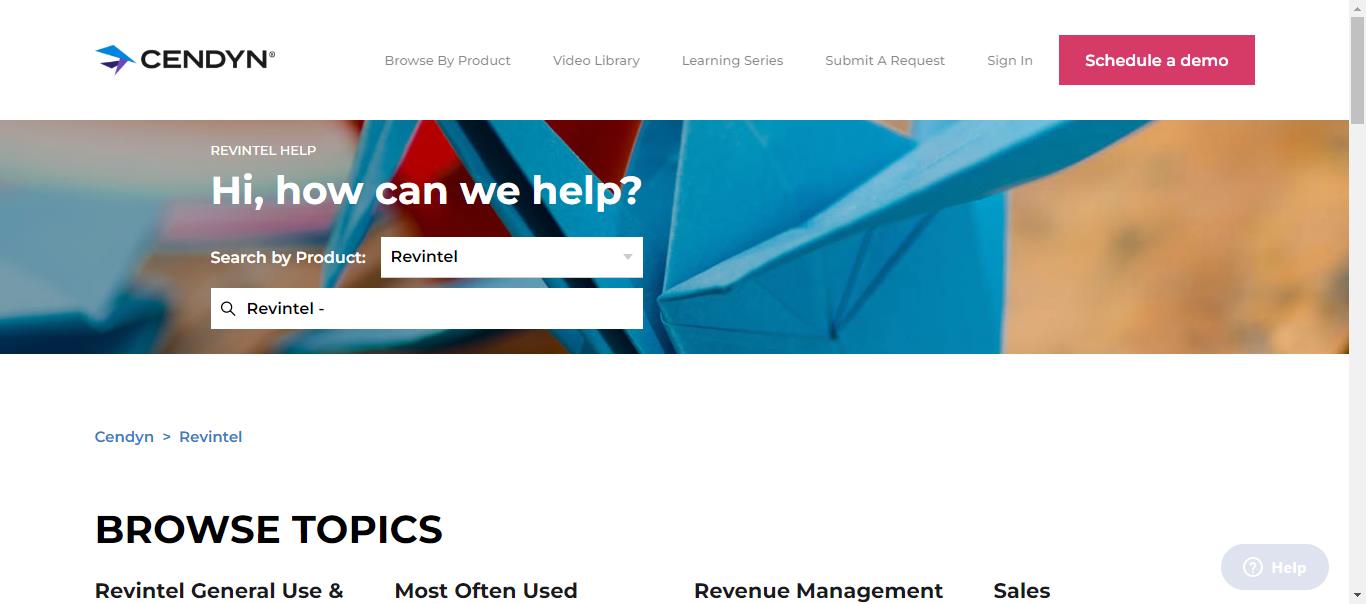 CENDYN®
Browse By Product
Video Library
Learning Series
Submit A Request
Sign In
Schedule a demo
REVINTEL HELP
Hi, how can we help?
Search by Product:
Revintel
Revintel -
Cendyn > Revintel
BROWSE TOPICS
Revintel General Use &
Most Often Used
Revenue Management
Sales
Help